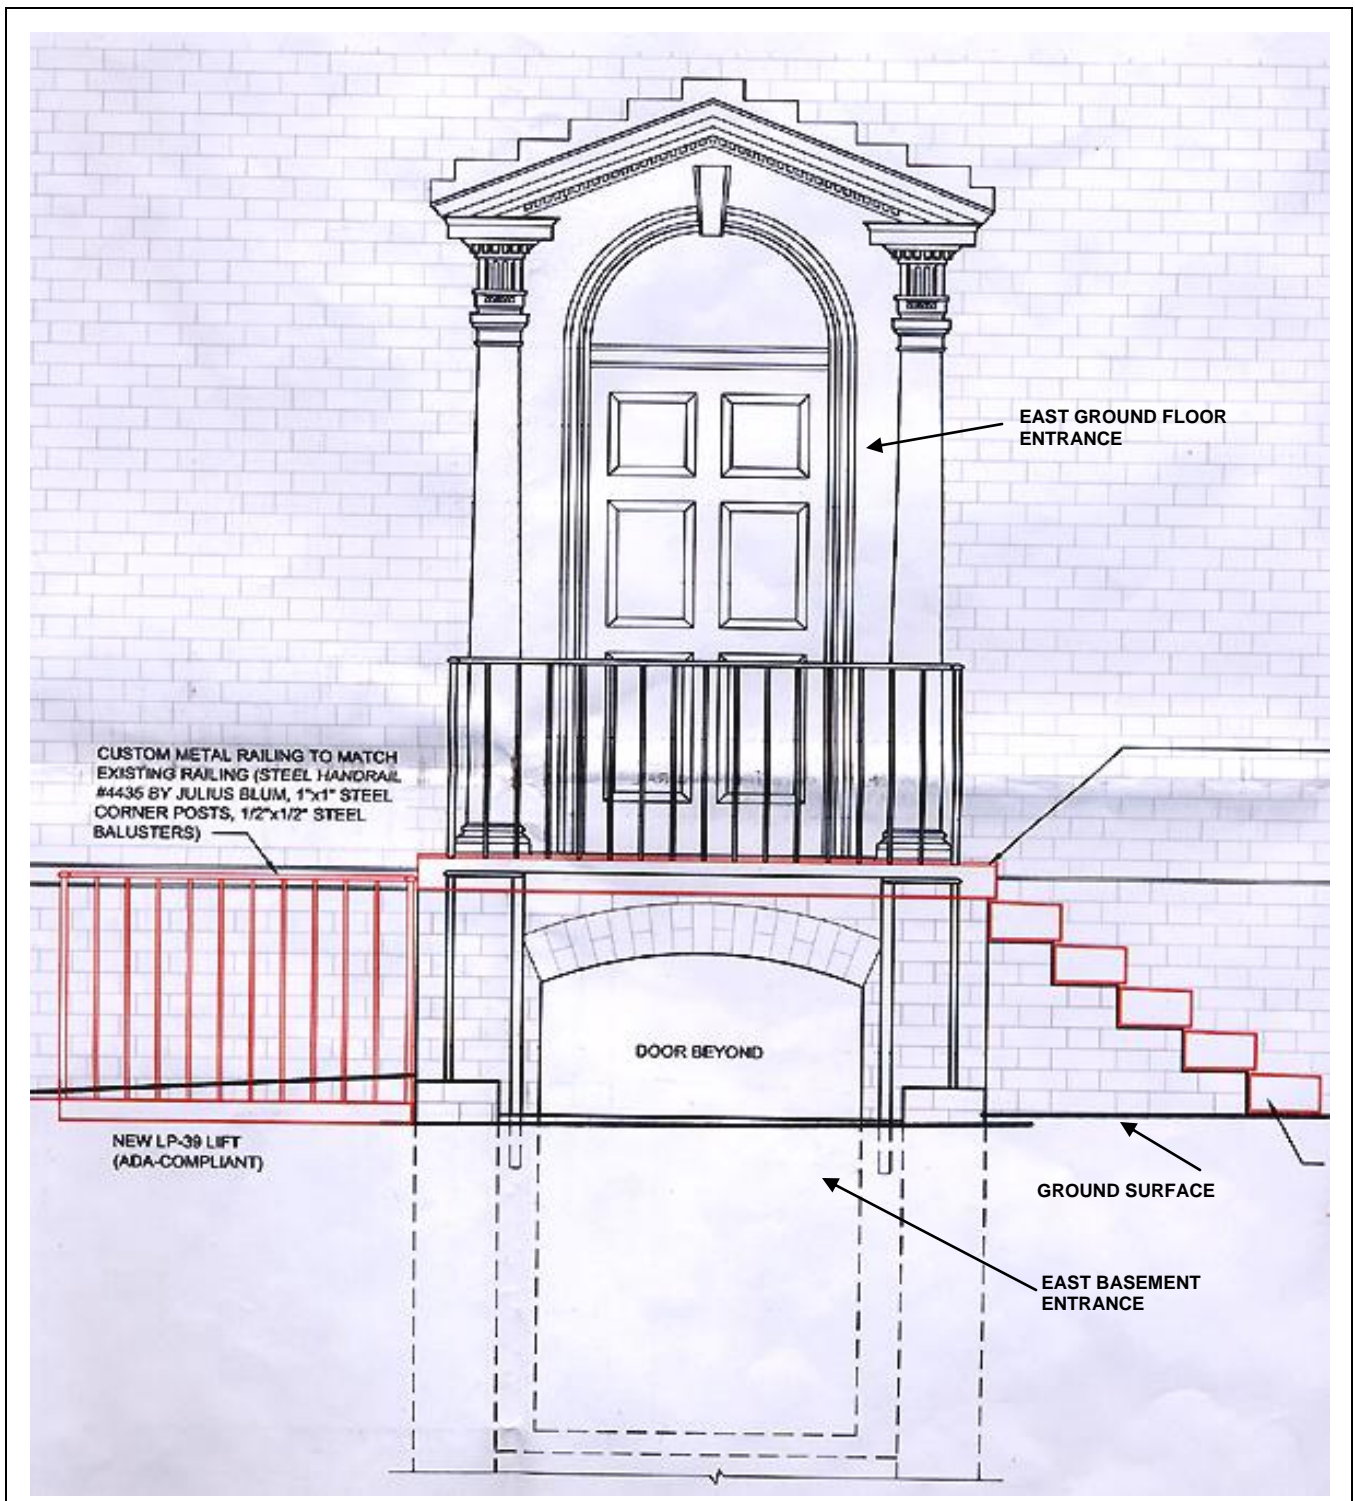 EAST GROUND FLOOR
ENTRANCE
CUSTOM METAL RAILING TO MATCH
EXISTING RAILING (STEEL HANDRAIL
#4435 BY JULIUS BLUM, 1"x1" STEEL
CORNER POSTS, 1/2"x1/2" STEEL
BALUSTERS)
DOOR BEYOND
NEW LP-39 LIFT
(ADA-COMPLIANT)
GROUND SURFACE
EAST BASEMENT
ENTRANCE